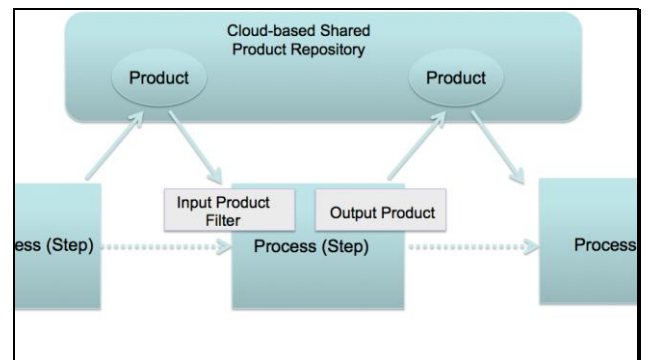 Cloud-based Shared
Product Repository
Product
Product
Input Product
Filter
Output Product
ess (Step)
Process (Step)
Process